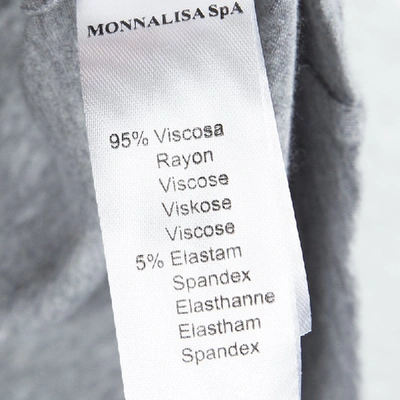 MONNALISA SpA
95% Viscosa
Rayon
Viscose
Viskose
Viscose
5% Elastam
Spandex
Elasthanne
Elastham
Spandex